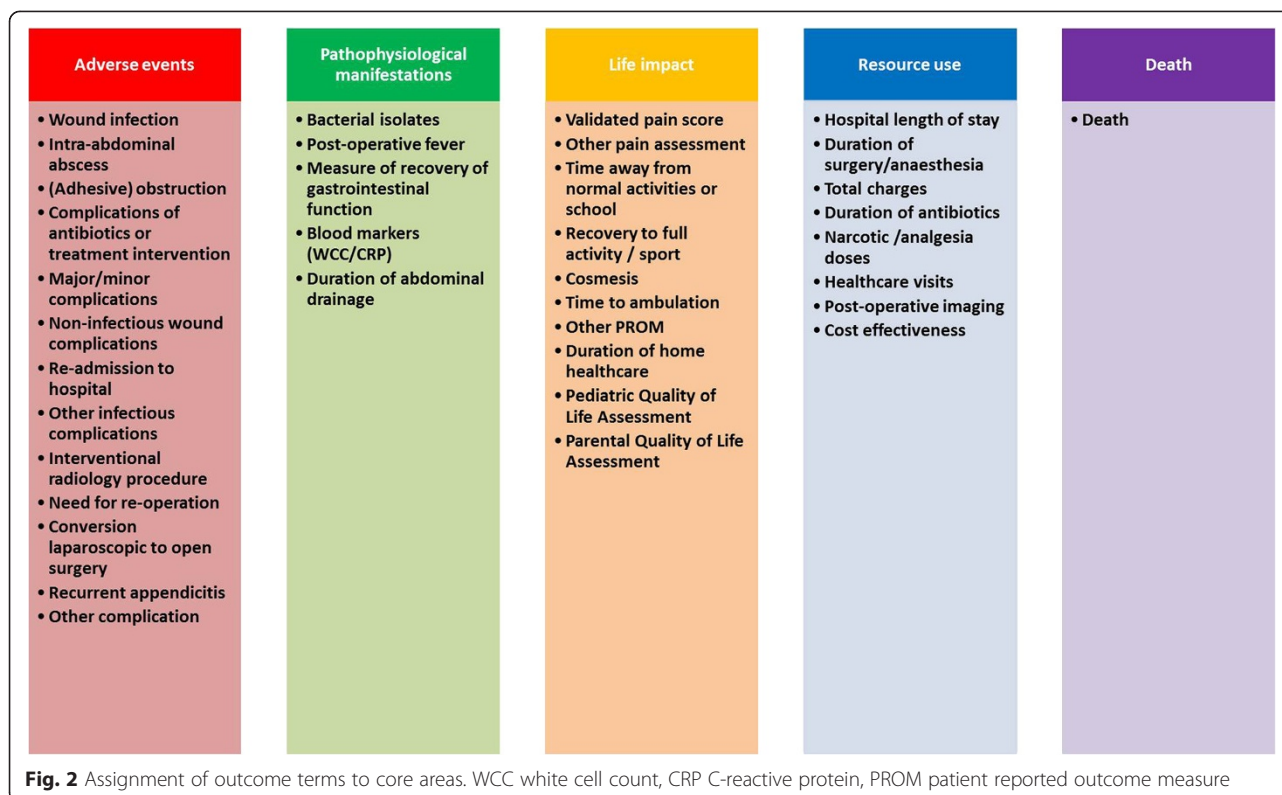 Adverse events
• Wound infection
• Intra-abdominal
abscess
• (Adhesive) obstruction
• Complications of
antibiotics or
treatment intervention
• Major/minor
complications
• Non-infectious wound
complications
• Re-admission to
hospital
• Other infectious
complications
• Interventional
radiology procedure
• Need for re-operation
• Conversion
laparoscopic to open
surgery
• Recurrent appendicitis
• Other complication
Pathophysiological
manifestations
• Bacterial isolates
• Post-operative fever
• Measure of recovery of
gastrointestinal
function
• Blood markers
(WCC/CRP)
• Duration of abdominal
drainage
Life impact
• Validated pain score
• Other pain assessment
• Time away from
normal activities or
school
• Recovery to full
activity / sport
• Cosmesis
• Time to ambulation
• Other PROM
• Duration of home
healthcare
• Pediatric Quality of
Life Assessment
• Parental Quality of Life
Assessment
Resource use
• Hospital length of stay
• Duration of
surgery/anaesthesia
• Total charges
• Duration of antibiotics
• Narcotic /analgesia
doses
• Healthcare visits
• Post-operative imaging
• Cost effectiveness
Death
• Death
Fig. 2 Assignment of outcome terms to core areas. WCC white cell count, CRP C-reactive protein, PROM patient reported outcome measure